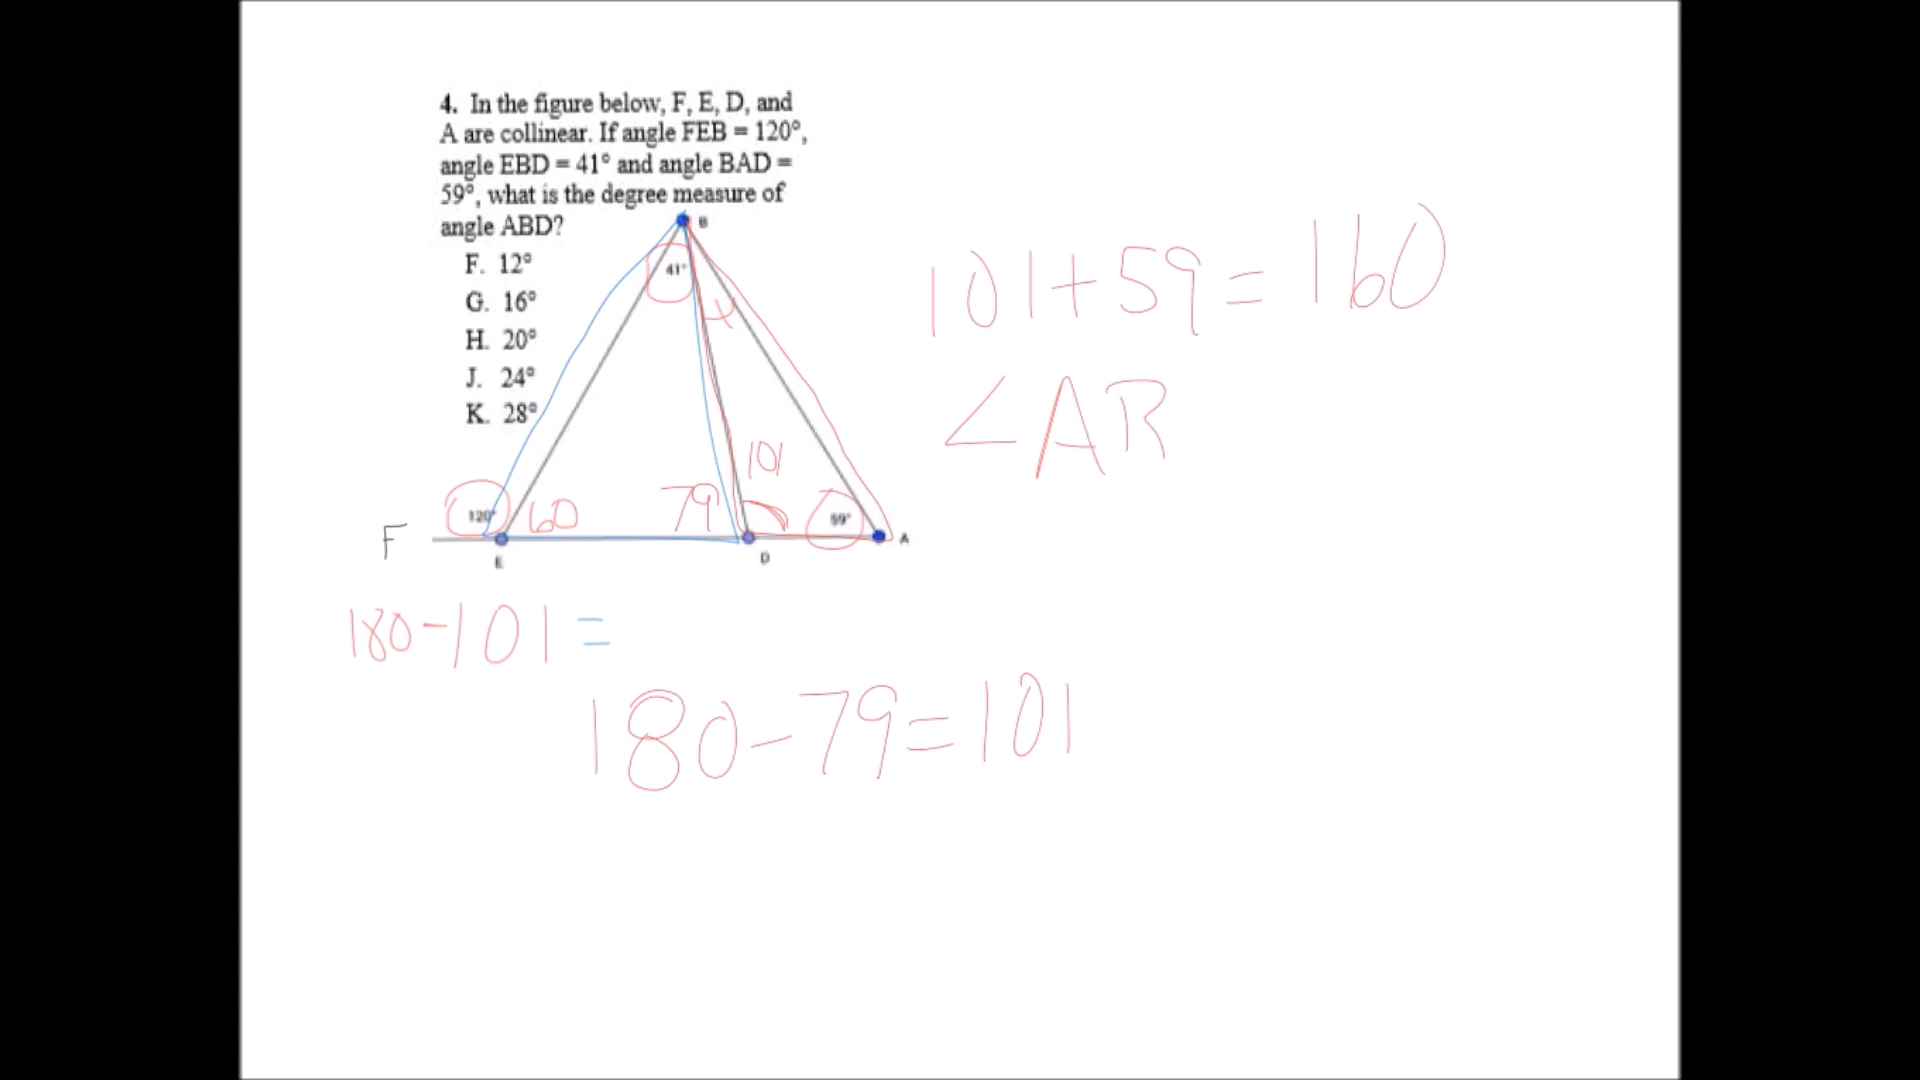 4. In the figure below, F, E, D, and
A are collinear. If angle FEB = 120°,
angle EBD = 41° and angle BAD =
59°, what is the degree measure of
angle ABD?
F. 12°
G. 16°
H. 20°
J. 24°
K. 28°
B
41°
101
120°
60
79
59°
F
E
D
A
101+59=160
∠AR
180-101=
180-79=101